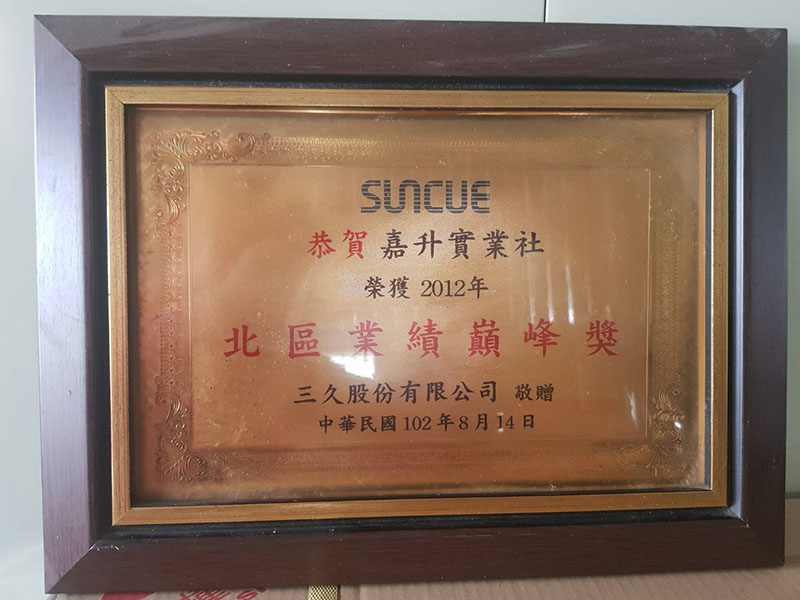 SUNCUE
恭賀 嘉升實業社
榮獲 2012年
北區業績巔峰獎
三久股份有限公司 敬贈
中華民國102年8月14日